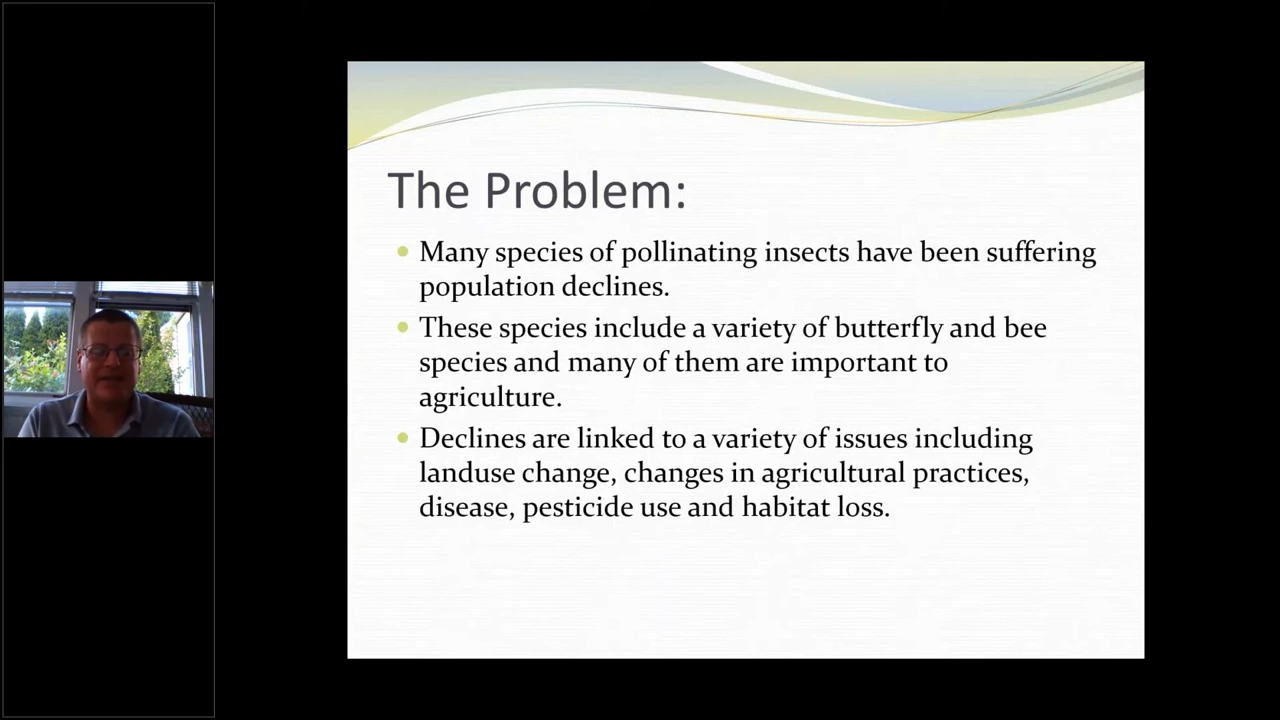 The Problem:
Many species of pollinating insects have been suffering
population declines.
These species include a variety of butterfly and bee
species and many of them are important to
agriculture.
Declines are linked to a variety of issues including
landuse change, changes in agricultural practices,
disease, pesticide use and habitat loss.